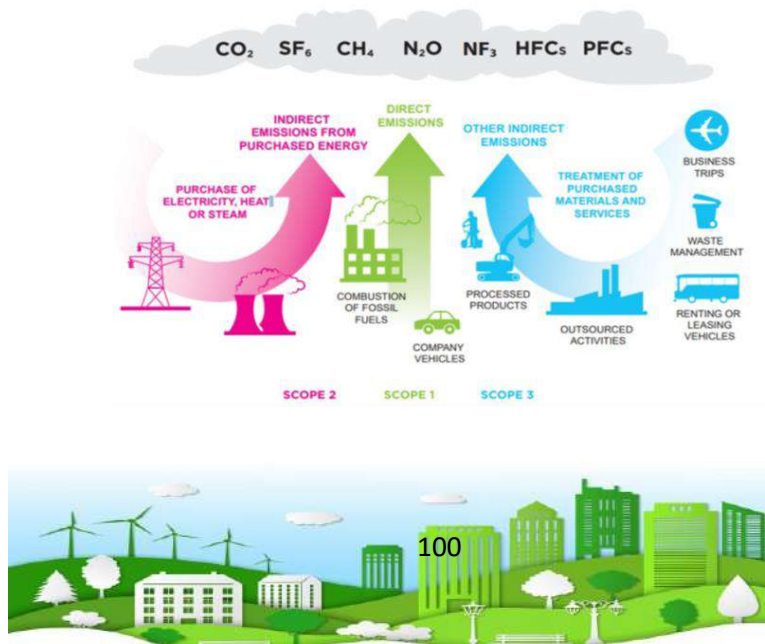 CO₂ SF₆ CH₄ N₂O NF₃ HFCs PFCs
INDIRECT
EMISSIONS FROM
PURCHASED ENERGY
DIRECT
EMISSIONS
OTHER INDIRECT
EMISSIONS
PURCHASE OF
ELECTRICITY, HEAT
OR STEAM
TREATMENT OF
PURCHASED
MATERIALS AND
SERVICES
BUSINESS
TRIPS
WASTE
MANAGEMENT
COMBUSTION
OF FOSSIL
FUELS
COMPANY
VEHICLES
PROCESSED
PRODUCTS
OUTSOURCED
ACTIVITIES
RENTING OR
LEASING
VEHICLES
SCOPE 2 SCOPE 1 SCOPE 3
100